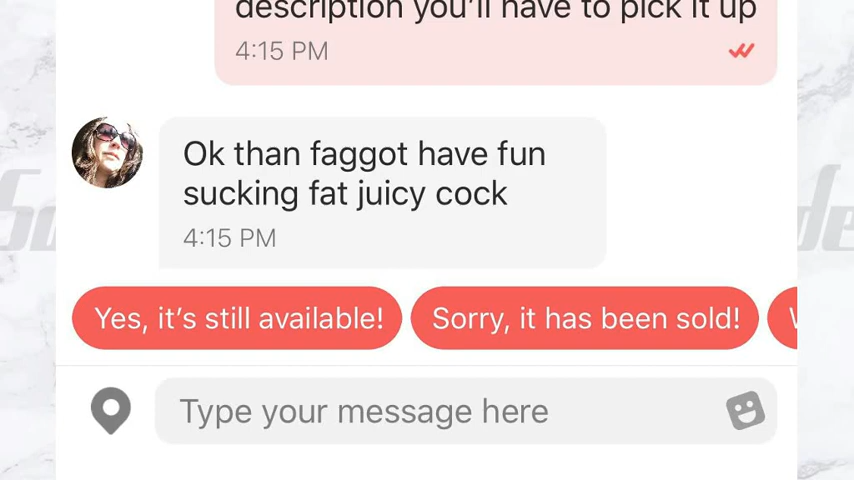 description you'll have to pick it up
4:15 PM
Ok than faggot have fun
sucking fat juicy cock
4:15 PM
Yes, it's still available!
Sorry, it has been sold!
Type your message here